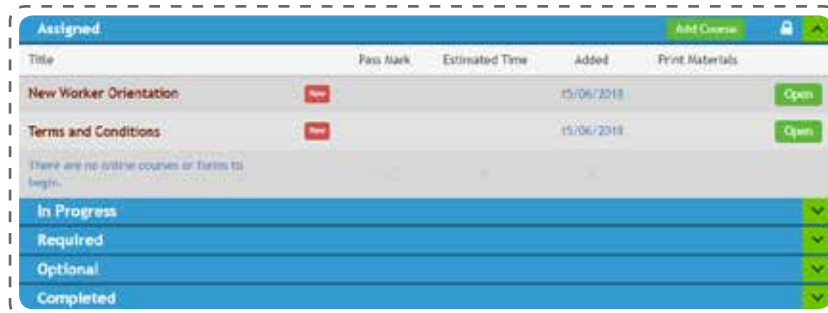 Assigned Add Course
Title Pass Mark Estimated Time Added Print Materials
New Worker Orientation New 15/06/2018 Open
Terms and Conditions New 15/06/2018 Open
There are no online courses or forms to
begin.
In Progress
Required
Optional
Completed